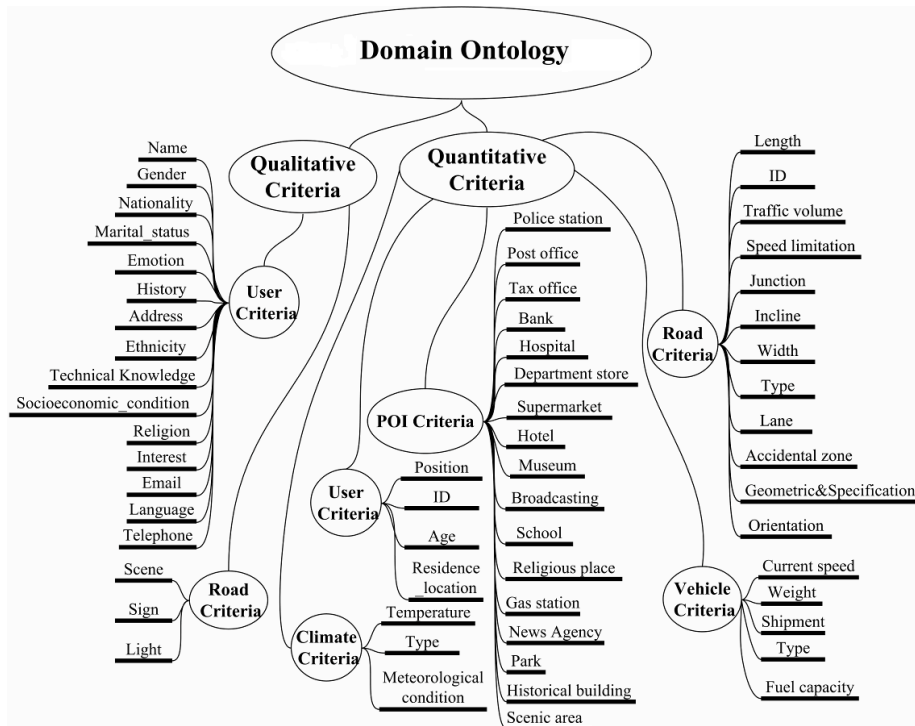 Domain Ontology
Qualitative
Criteria
Quantitative
Criteria
Name
Gender
Nationality
Marital_status
Emotion
History
Address
Ethnicity
Technical Knowledge
Socioeconomic_condition
Religion
Interest
Email
Language
Telephone
User
Criteria
Scene
Sign
Light
Road
Criteria
Climate
Criteria
Temperature
Type
Meteorological
condition
User
Criteria
Position
ID
Age
Residence
_location
POI Criteria
Police station
Post office
Tax office
Bank
Hospital
Department store
Supermarket
Hotel
Museum
Broadcasting
School
Religious place
Gas station
News Agency
Park
Historical building
Scenic area
Road
Criteria
Length
ID
Traffic volume
Speed limitation
Junction
Incline
Width
Type
Lane
Accidental zone
Geometric&Specification
Orientation
Vehicle
Criteria
Current speed
Weight
Shipment
Type
Fuel capacity